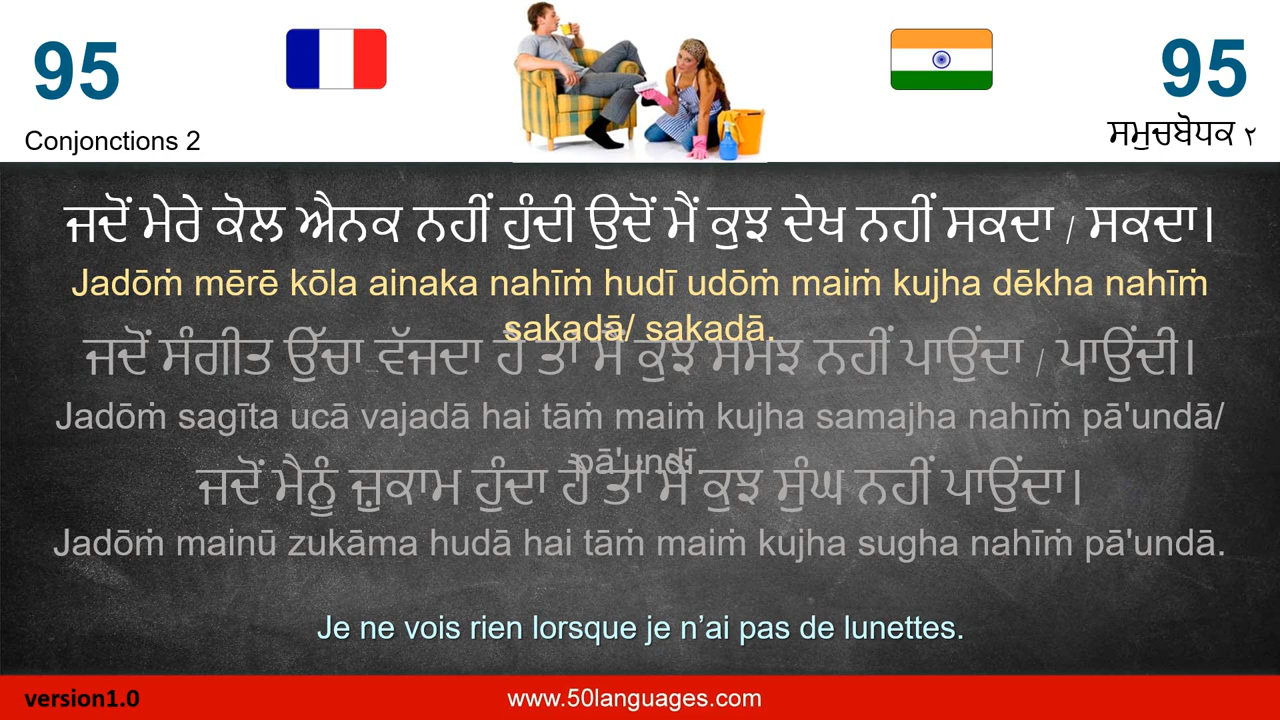 95
95
Conjonctions 2
ਸਮੁਚਬੋਧਕ ੨
ਜਦੋਂ ਮੇਰੇ ਕੋਲ ਐਨਕ ਨਹੀਂ ਹੁੰਦੀ ਉਦੋਂ ਮੈਂ ਕੁਝ ਦੇਖ ਨਹੀਂ ਸਕਦਾ / ਸਕਦਾ।
Jadōṁ mērē kōla ainaka nahīṁ hudī udōṁ maiṁ kujha dēkha nahīṁ
sakadā/ sakadā.
ਜਦੋਂ ਸੰਗੀਤ ਉੱਚਾ ਵੱਜਦਾ ਹੈ ਤਾਂ ਮੈਂ ਕੁਝ ਸਮਝ ਨਹੀਂ ਪਾਉਂਦਾ / ਪਾਉਂਦੀ।
Jadōṁ sagīta ucā vajadā hai tāṁ maiṁ kujha samajha nahīṁ pā'undā/
pā'undī.
ਜਦੋਂ ਮੈਨੂੰ ਜ਼ੁਕਾਮ ਹੁੰਦਾ ਹੈ ਤਾਂ ਮੈਂ ਕੁਝ ਸੁੰਘ ਨਹੀਂ ਪਾਉਂਦਾ।
Jadōṁ mainū zukāma hudā hai tāṁ maiṁ kujha sugha nahīṁ pā'undā.
Je ne vois rien lorsque je n’ai pas de lunettes.
version1.0
www.50languages.com